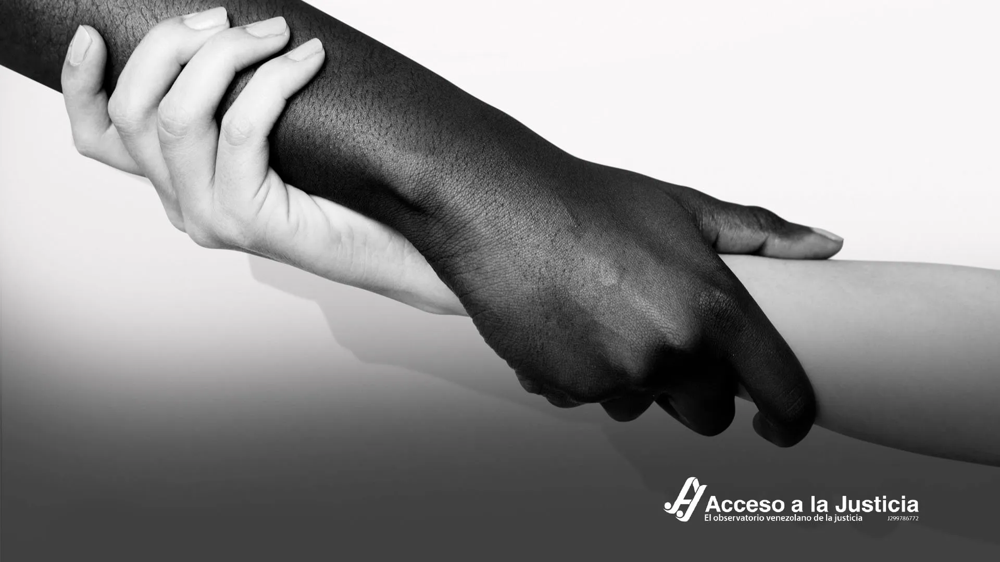 Acceso a la Justicia
El observatorio venezolano de la justicia J299786772